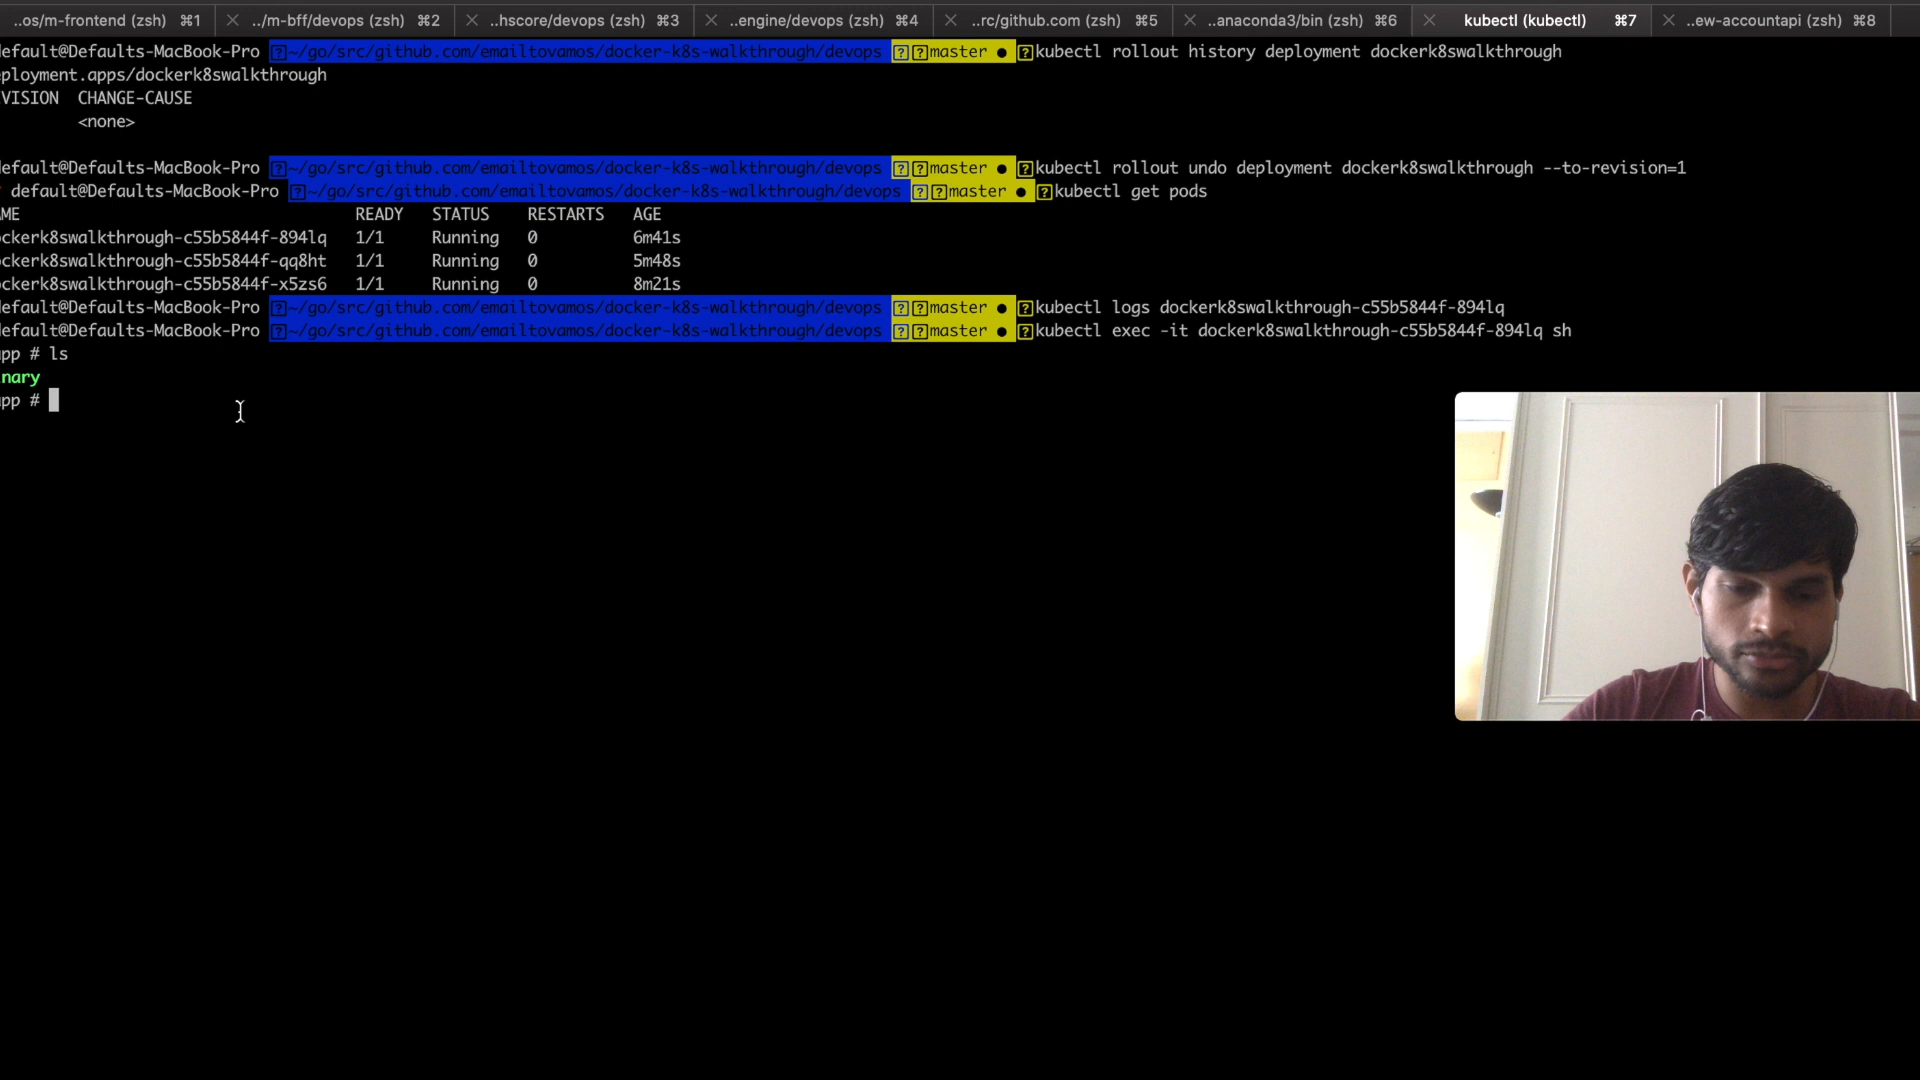 ..os/m-frontend (zsh) ⌘1 ../m-bff/devops (zsh) ⌘2 ..hscore/devops (zsh) ⌘3 ..engine/devops (zsh) ⌘4 ..rc/github.com (zsh) ⌘5 ..anaconda3/bin (zsh) ⌘6 kubectl (kubectl) ⌘7 ..ew-accountapi (zsh) ⌘8
efault@Defaults-MacBook-Pro ~/go/src/github.com/emailtovamos/docker-k8s-walkthrough/devops master ● kubectl rollout history deployment dockerk8swalkthrough
ployment.apps/dockerk8swalkthrough
VISION CHANGE-CAUSE
<none>
efault@Defaults-MacBook-Pro ~/go/src/github.com/emailtovamos/docker-k8s-walkthrough/devops master ● kubectl rollout undo deployment dockerk8swalkthrough --to-revision=1
default@Defaults-MacBook-Pro ~/go/src/github.com/emailtovamos/docker-k8s-walkthrough/devops master ● kubectl get pods
ME READY STATUS RESTARTS AGE
ckerk8swalkthrough-c55b5844f-894lq 1/1 Running 0 6m41s
ckerk8swalkthrough-c55b5844f-qq8ht 1/1 Running 0 5m48s
ckerk8swalkthrough-c55b5844f-x5zs6 1/1 Running 0 8m21s
efault@Defaults-MacBook-Pro ~/go/src/github.com/emailtovamos/docker-k8s-walkthrough/devops master ● kubectl logs dockerk8swalkthrough-c55b5844f-894lq
efault@Defaults-MacBook-Pro ~/go/src/github.com/emailtovamos/docker-k8s-walkthrough/devops master ● kubectl exec -it dockerk8swalkthrough-c55b5844f-894lq sh
pp # ls
nary
pp #